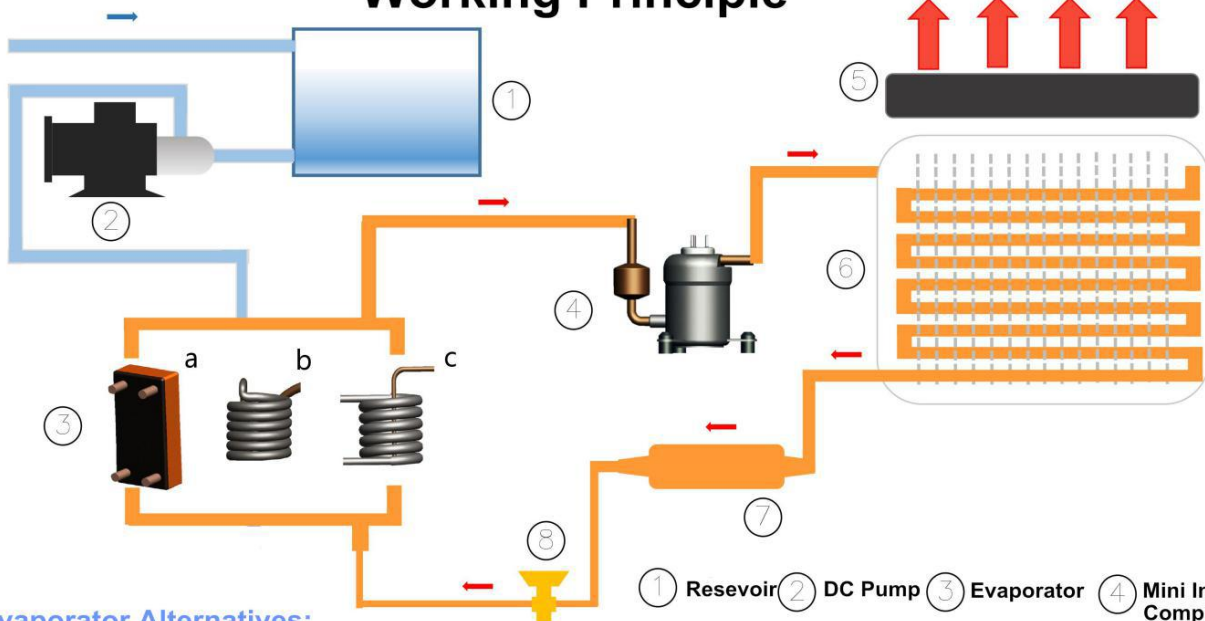 Working Principle
1
5
2
6
4
a b c
3
7
8
1 Resevoir 2 DC Pump 3 Evaporator 4 Mini In
Comp
vaporator Alternatives: